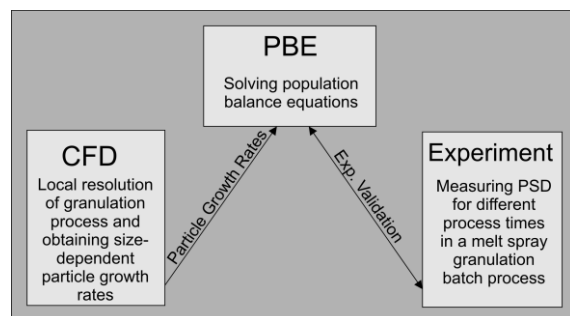 PBE
Solving population
balance equations
CFD
Local resolution
of granulation
process and
obtaining size-
dependent
particle growth
rates
Particle Growth Rates
Exp. Validation
Experiment
Measuring PSD
for different
process times
in a melt spray
granulation
batch process